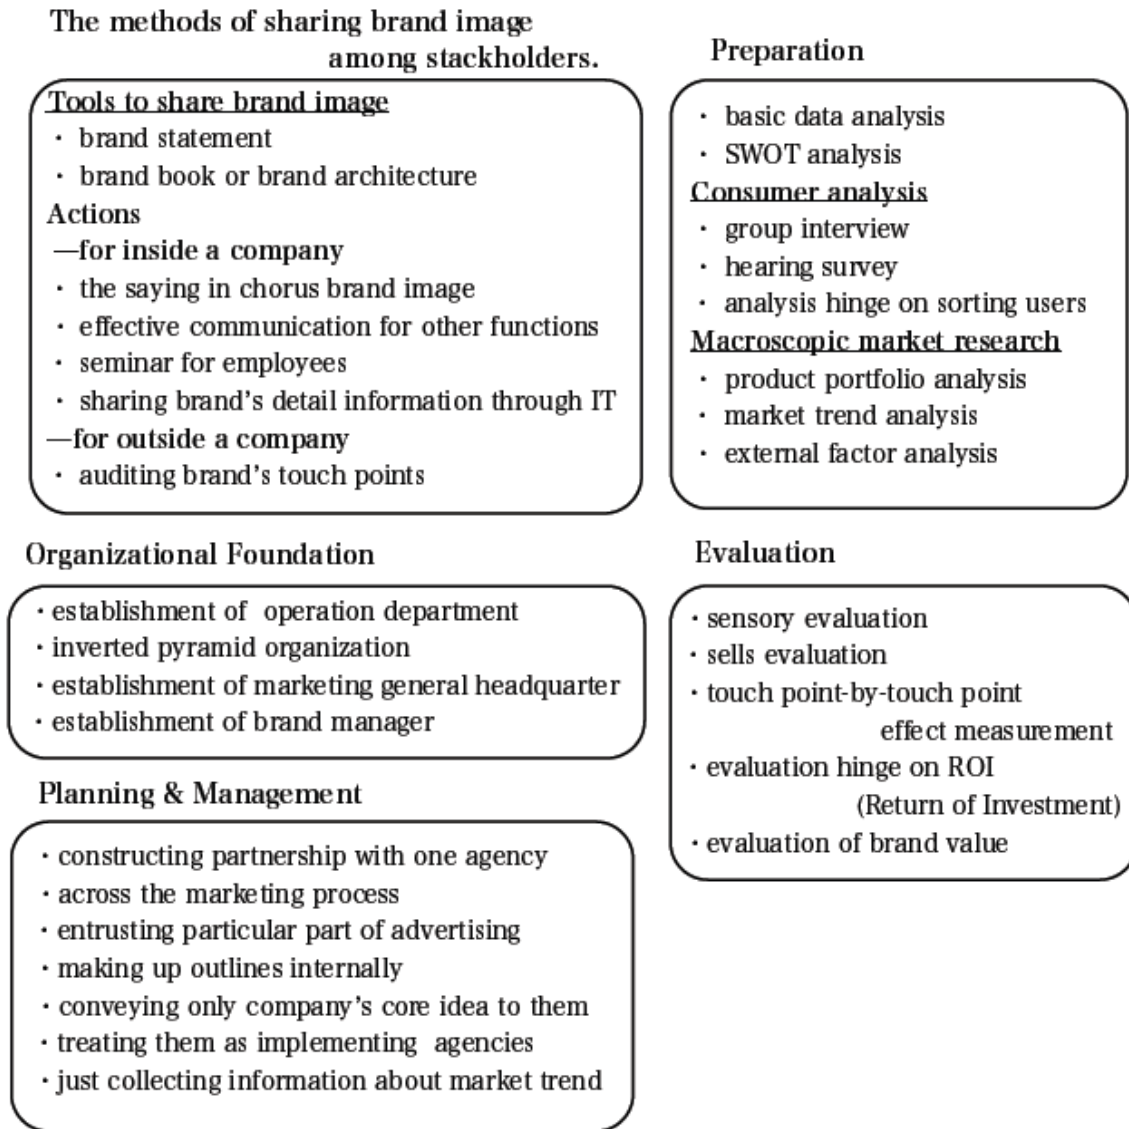 The methods of sharing brand image
among stackholders.
Tools to share brand image
· brand statement
· brand book or brand architecture
Actions
—for inside a company
· the saying in chorus brand image
· effective communication for other functions
· seminar for employees
· sharing brand's detail information through IT
—for outside a company
· auditing brand's touch points
Preparation
· basic data analysis
· SWOT analysis
Consumer analysis
· group interview
· hearing survey
· analysis hinge on sorting users
Macroscopic market research
· product portfolio analysis
· market trend analysis
· external factor analysis
Organizational Foundation
· establishment of operation department
· inverted pyramid organization
· establishment of marketing general headquarter
· establishment of brand manager
Evaluation
· sensory evaluation
· sells evaluation
· touch point-by-touch point
effect measurement
· evaluation hinge on ROI
(Return of Investment)
· evaluation of brand value
Planning & Management
· constructing partnership with one agency
· across the marketing process
· entrusting particular part of advertising
· making up outlines internally
· conveying only company's core idea to them
· treating them as implementing agencies
· just collecting information about market trend